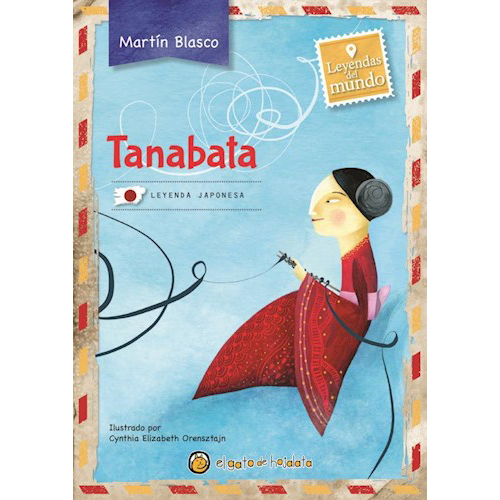 Martín Blasco
Leyendas
del
mundo
Tanabata
LEYENDA JAPONESA
Ilustrado por
Cynthia Elizabeth Orensztajn
el gato de hojalata